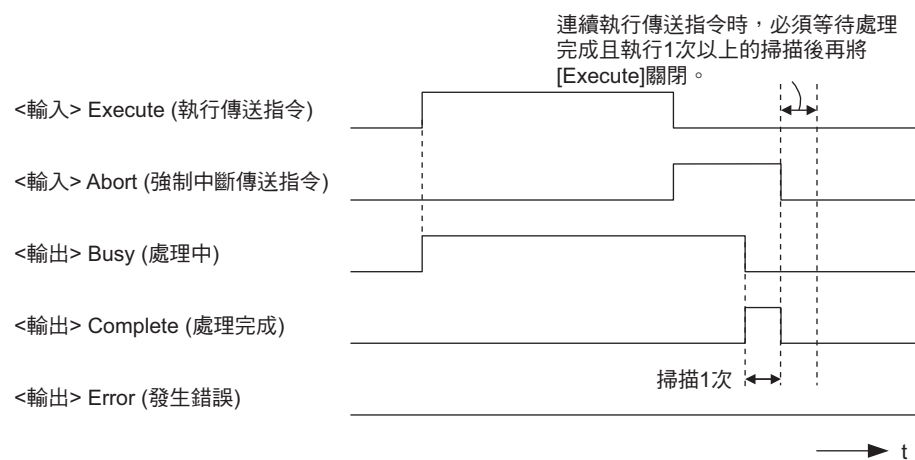 連續執行傳送指令時，必須等待處理
完成且執行1次以上的掃描後再將
[Execute]關閉。
<輸入> Execute (執行傳送指令)
<輸入> Abort (強制中斷傳送指令)
<輸出> Busy (處理中)
<輸出> Complete (處理完成)
掃描1次
<輸出> Error (發生錯誤)
t